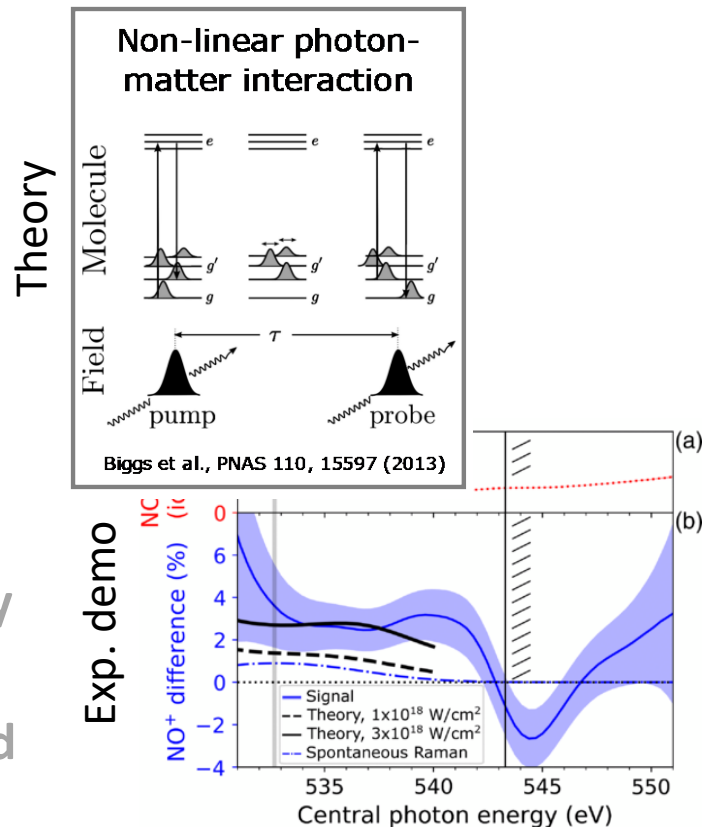 Theory
Non-linear photon-
matter interaction
Molecule
e
e
e
g'
g'
g'
g
g
g
Field
τ
pump
probe
Biggs et al., PNAS 110, 15597 (2013)
Exp. demo
(a)
0
(b)
NO⁺ difference (%)
6
4
2
0
−2
−4
Signal
Theory, 1x10¹⁸ W/cm²
Theory, 3x10¹⁸ W/cm²
Spontaneous Raman
535
540
545
550
Central photon energy (eV)
y
d